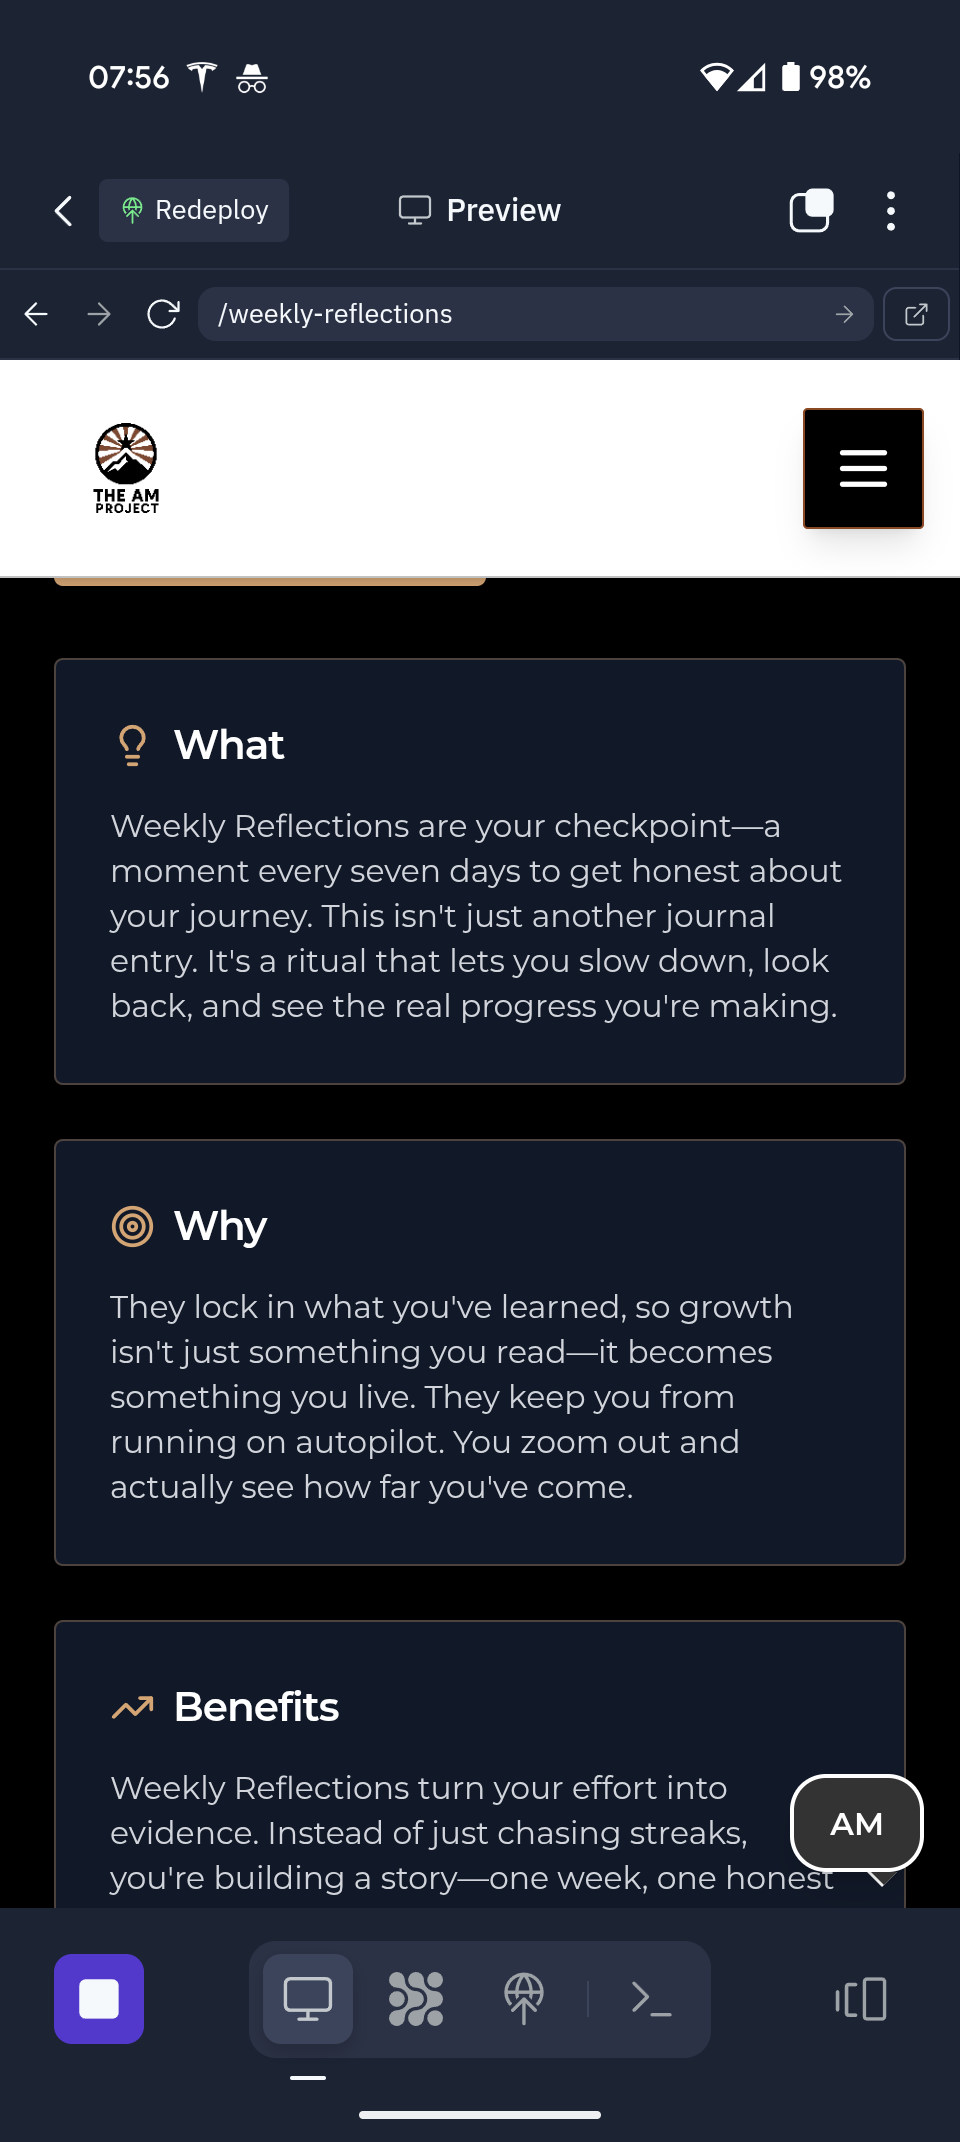 07:56
98%
Redeploy
Preview
/weekly-reflections
THE AM
PROJECT
What
Weekly Reflections are your checkpoint—a
moment every seven days to get honest about
your journey. This isn't just another journal
entry. It's a ritual that lets you slow down, look
back, and see the real progress you're making.
Why
They lock in what you've learned, so growth
isn't just something you read—it becomes
something you live. They keep you from
running on autopilot. You zoom out and
actually see how far you've come.
Benefits
Weekly Reflections turn your effort into
evidence. Instead of just chasing streaks,
you're building a story—one week, one honest
AM